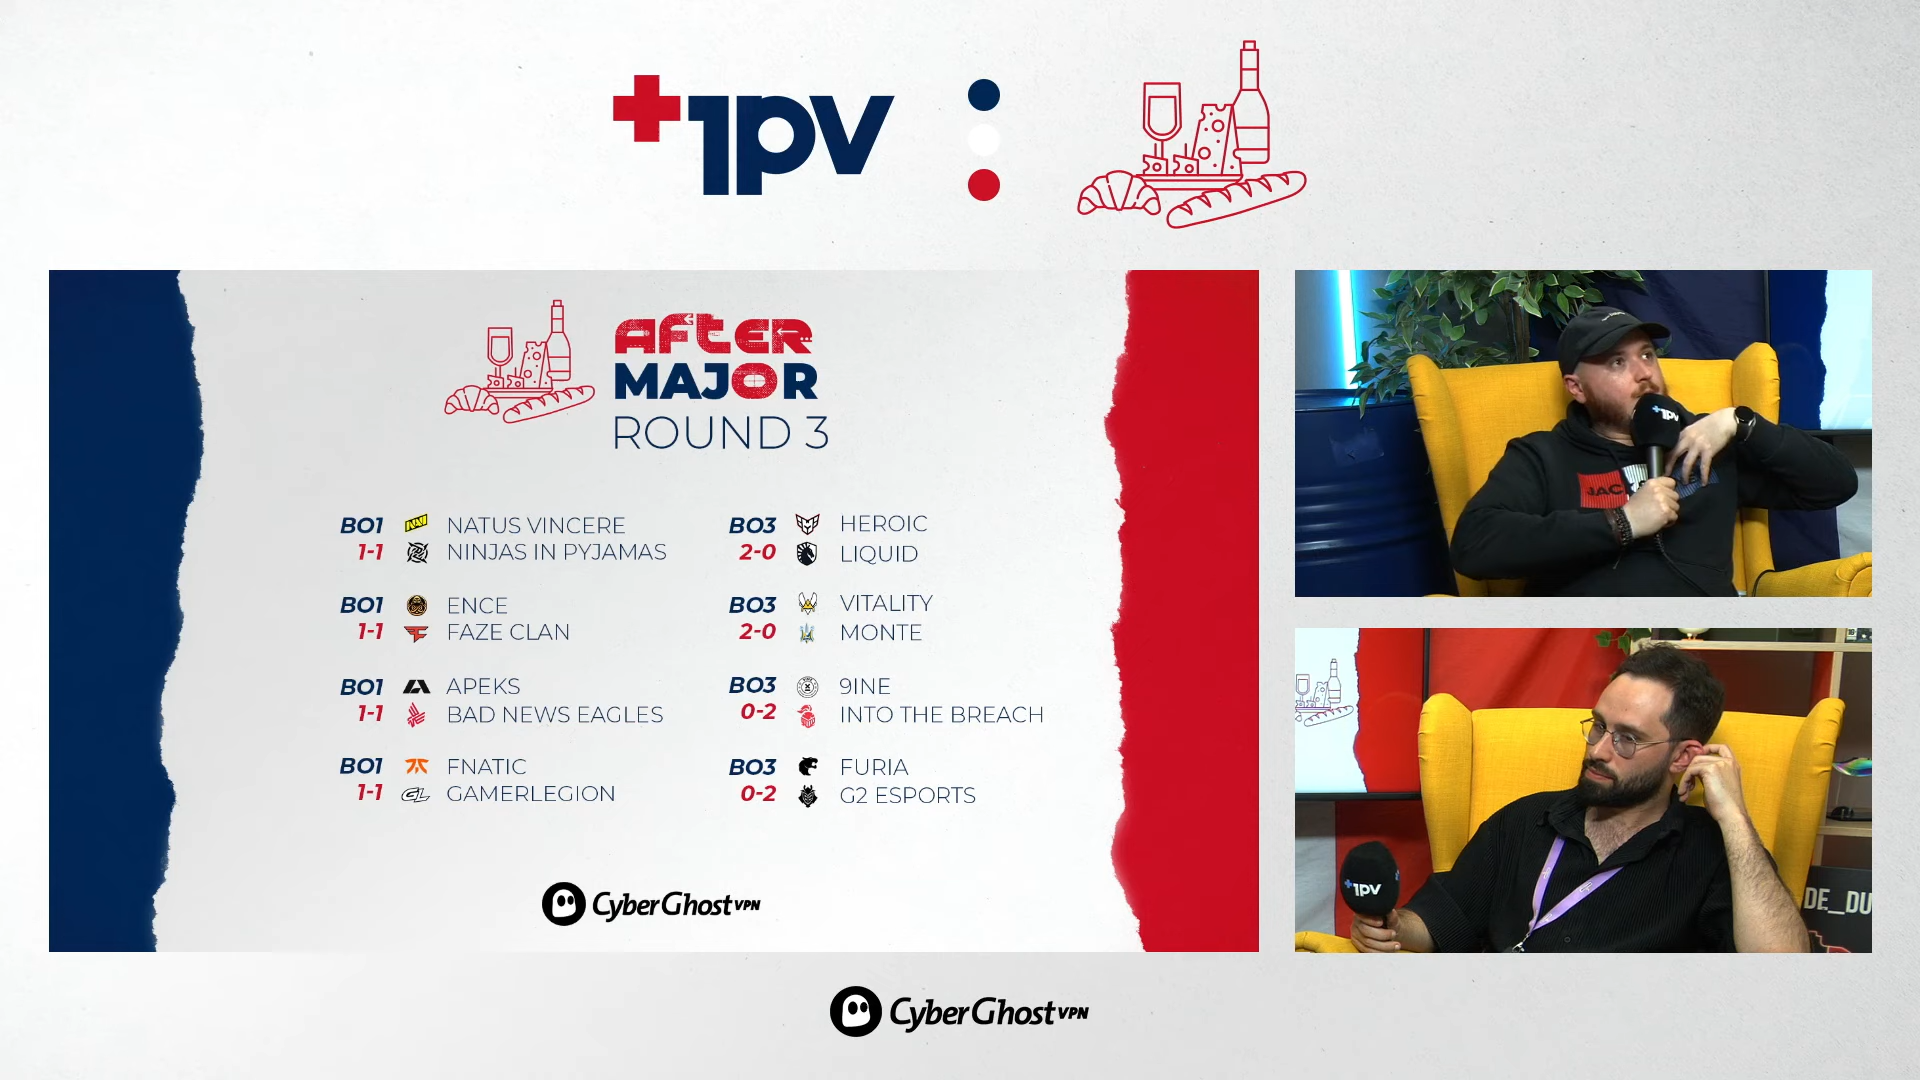 +1pv
AFTER
MAJOR
ROUND 3
BO1 NATUS VINCERE
1-1 NINJAS IN PYJAMAS
BO1 ENCE
1-1 FAZE CLAN
BO1 APEKS
1-1 BAD NEWS EAGLES
BO1 FNATIC
1-1 GAMERLEGION
BO3 HEROIC
2-0 LIQUID
BO3 VITALITY
2-0 MONTE
BO3 9INE
0-2 INTO THE BREACH
BO3 FURIA
0-2 G2 ESPORTS
CyberGhost VPN
CyberGhost VPN
+1pv
JAC
+1pv
DE_DU